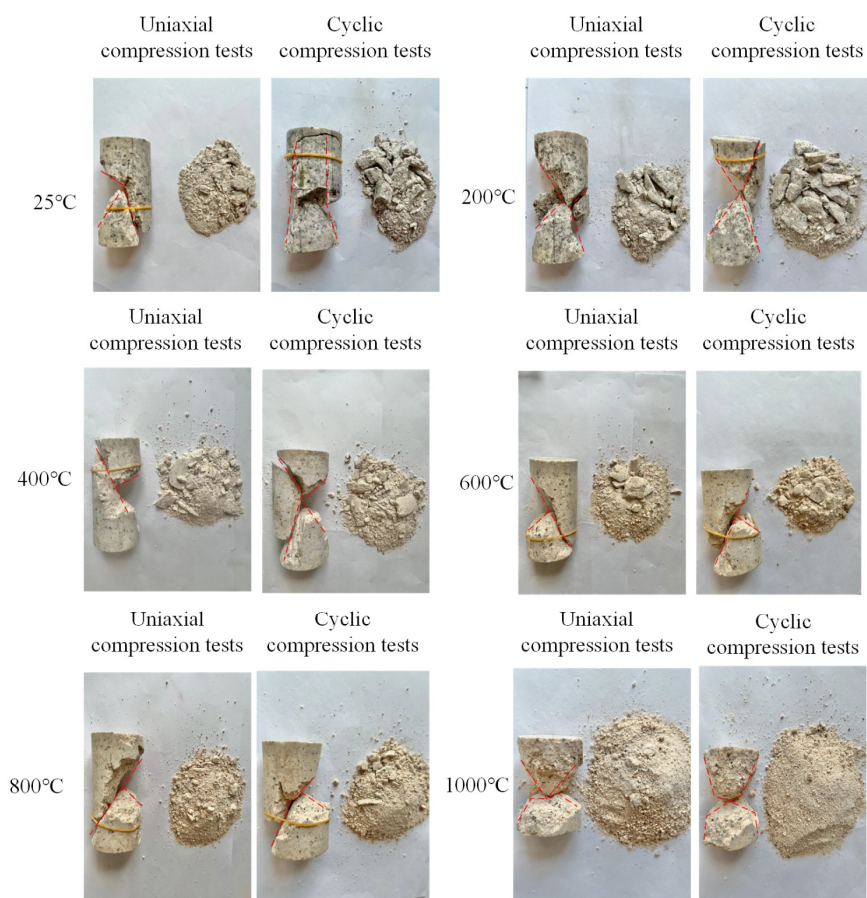 Uniaxial
compression tests
Cyclic
compression tests
Uniaxial
compression tests
Cyclic
compression tests
25℃
200℃
Uniaxial
compression tests
Cyclic
compression tests
Uniaxial
compression tests
Cyclic
compression tests
400℃
600℃
Uniaxial
compression tests
Cyclic
compression tests
Uniaxial
compression tests
Cyclic
compression tests
800℃
1000℃